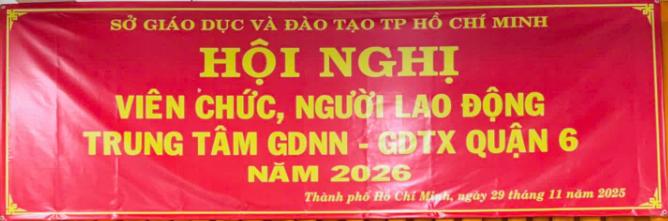 SỞ GIÁO DỤC VÀ ĐÀO TẠO TP HỒ CHÍ MINH
HỘI NGHỊ
VIÊN CHỨC, NGƯỜI LAO ĐỘNG
TRUNG TÂM GDNN - GDTX QUẬN 6
NĂM 2026
Thành phố Hồ Chí Minh, ngày 29 tháng 11 năm 2025